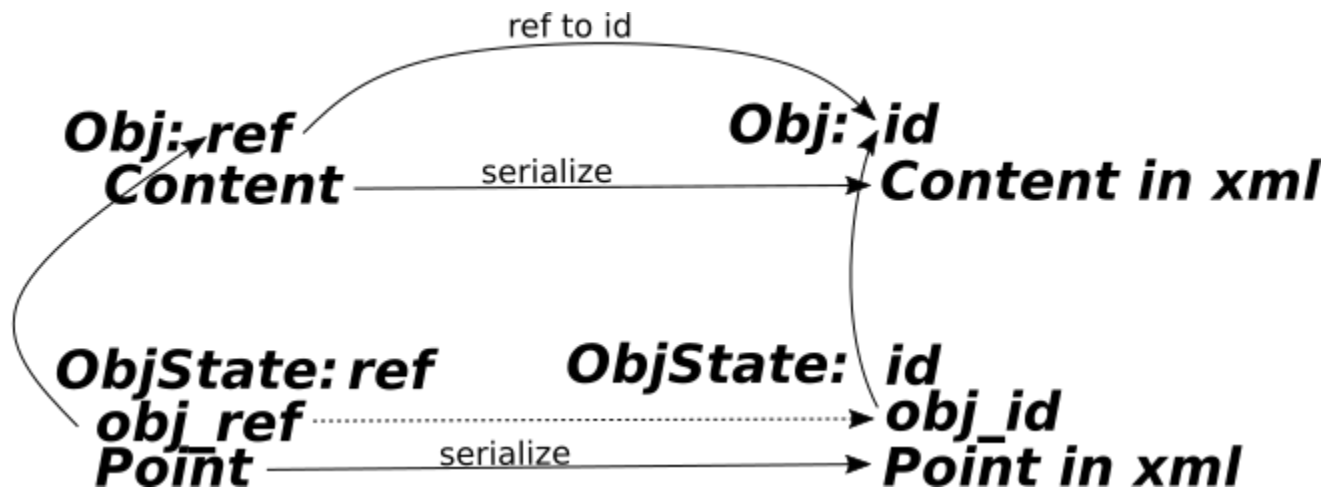 ref to id
Obj: ref
Obj: id
Content
serialize
Content in xml
ObjState: ref
ObjState: id
obj_ref
obj_id
Point
serialize
Point in xml